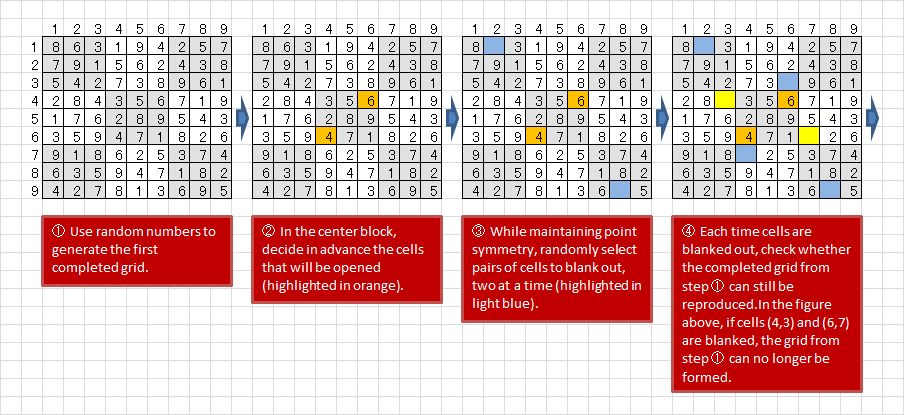 1 2 3 4 5 6 7 8 9
1 8 6 3 1 9 4 2 5 7
2 7 9 1 5 6 2 4 3 8
3 5 4 2 7 3 8 9 6 1
4 2 8 4 3 5 6 7 1 9
5 1 7 6 2 8 9 5 4 3
6 3 5 9 4 7 1 8 2 6
7 9 1 8 6 2 5 3 7 4
8 6 3 5 9 4 7 1 8 2
9 4 2 7 8 1 3 6 9 5
① Use random numbers to
generate the first
completed grid.
1 2 3 4 5 6 7 8 9
8 6 3 1 9 4 2 5 7
7 9 1 5 6 2 4 3 8
5 4 2 7 3 8 9 6 1
2 8 4 3 5 6 7 1 9
1 7 6 2 8 9 5 4 3
3 5 9 4 7 1 8 2 6
9 1 8 6 2 5 3 7 4
6 3 5 9 4 7 1 8 2
4 2 7 8 1 3 6 9 5
② In the center block,
decide in advance the cells
that will be opened
(highlighted in orange).
1 2 3 4 5 6 7 8 9
8 3 1 9 4 2 5 7
7 9 1 5 6 2 4 3 8
5 4 2 7 3 8 9 6 1
2 8 4 3 5 6 7 1 9
1 7 6 2 8 9 5 4 3
3 5 9 4 7 1 8 2 6
9 1 8 6 2 5 3 7 4
6 3 5 9 4 7 1 8 2
4 2 7 8 1 3 6 5
③ While maintaining point
symmetry, randomly select
pairs of cells to blank out,
two at a time (highlighted in
light blue).
1 2 3 4 5 6 7 8 9
8 3 1 9 4 2 5 7
7 9 1 5 6 2 4 3 8
5 4 2 7 3 9 6 1
2 8 3 5 6 7 1 9
1 7 6 2 8 9 5 4 3
3 5 9 4 7 1 2 6
9 1 8 2 5 3 7 4
6 3 5 9 4 7 1 8 2
4 2 7 8 1 3 6 5
④ Each time cells are
blanked out, check whether
the completed grid from
step ① can still be
reproduced.In the figure
above, if cells (4,3) and (6,7)
are blanked, the grid from
step ① can no longer be
formed.